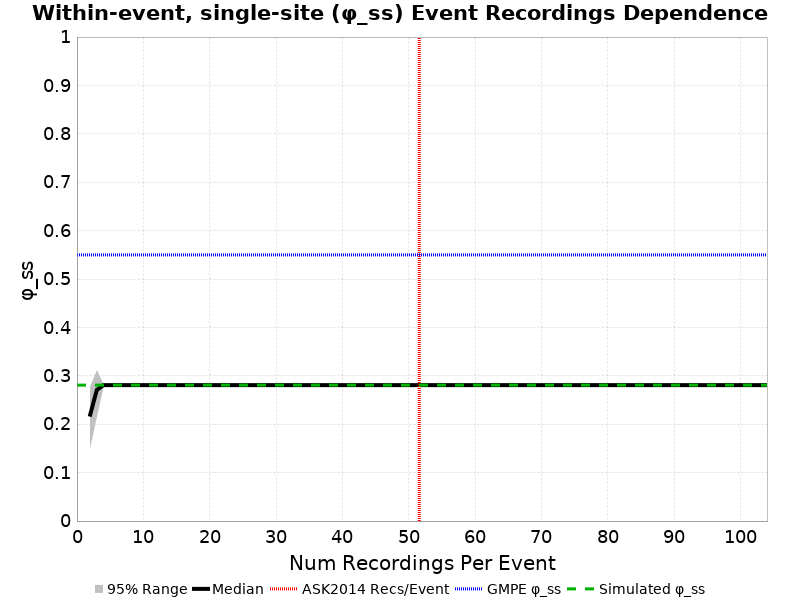 Within-event, single-site (φ_ss) Event Recordings Dependence
1
0.9
0.8
0.7
0.6
0.5
0.4
0.3
0.2
0.1
0
φ_ss
0 10 20 30 40 50 60 70 80 90 100
Num Recordings Per Event
95% Range Median ASK2014 Recs/Event GMPE φ_ss Simulated φ_ss